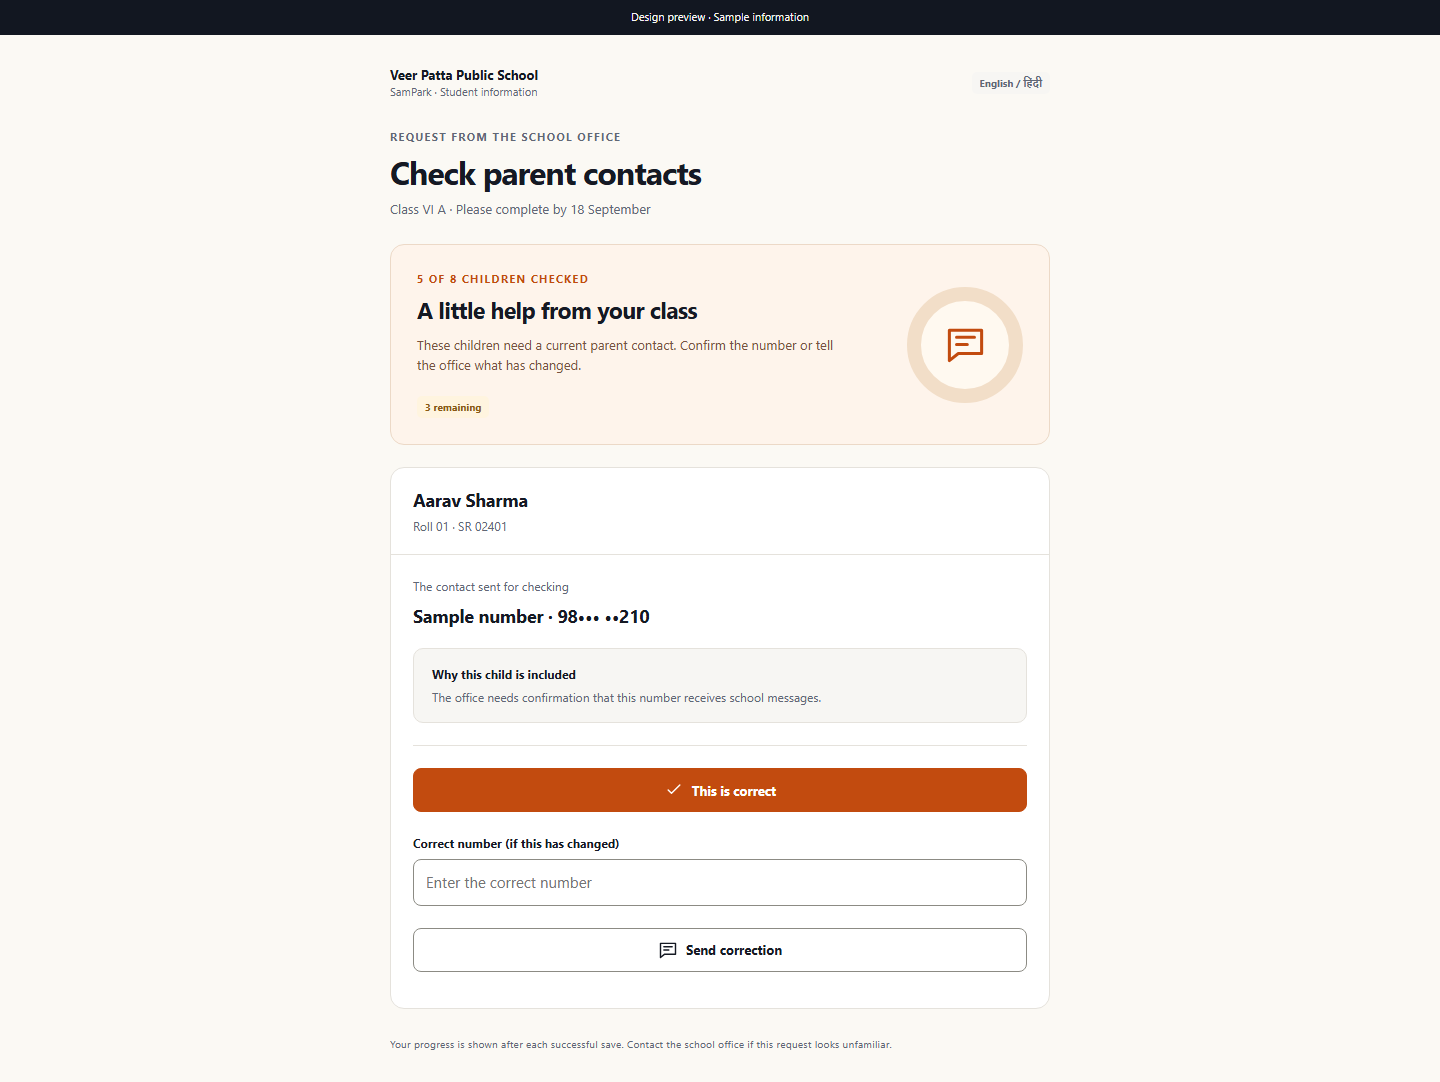 Design preview · Sample information
Veer Patta Public School
SamPark · Student information
English / हिंदी
REQUEST FROM THE SCHOOL OFFICE
Check parent contacts
Class VI A · Please complete by 18 September
5 OF 8 CHILDREN CHECKED
A little help from your class
These children need a current parent contact. Confirm the number or tell
the office what has changed.
3 remaining
Aarav Sharma
Roll 01 · SR 02401
The contact sent for checking
Sample number · 98••• ••210
Why this child is included
The office needs confirmation that this number receives school messages.
This is correct
Correct number (if this has changed)
Enter the correct number
Send correction
Your progress is shown after each successful save. Contact the school office if this request looks unfamiliar.